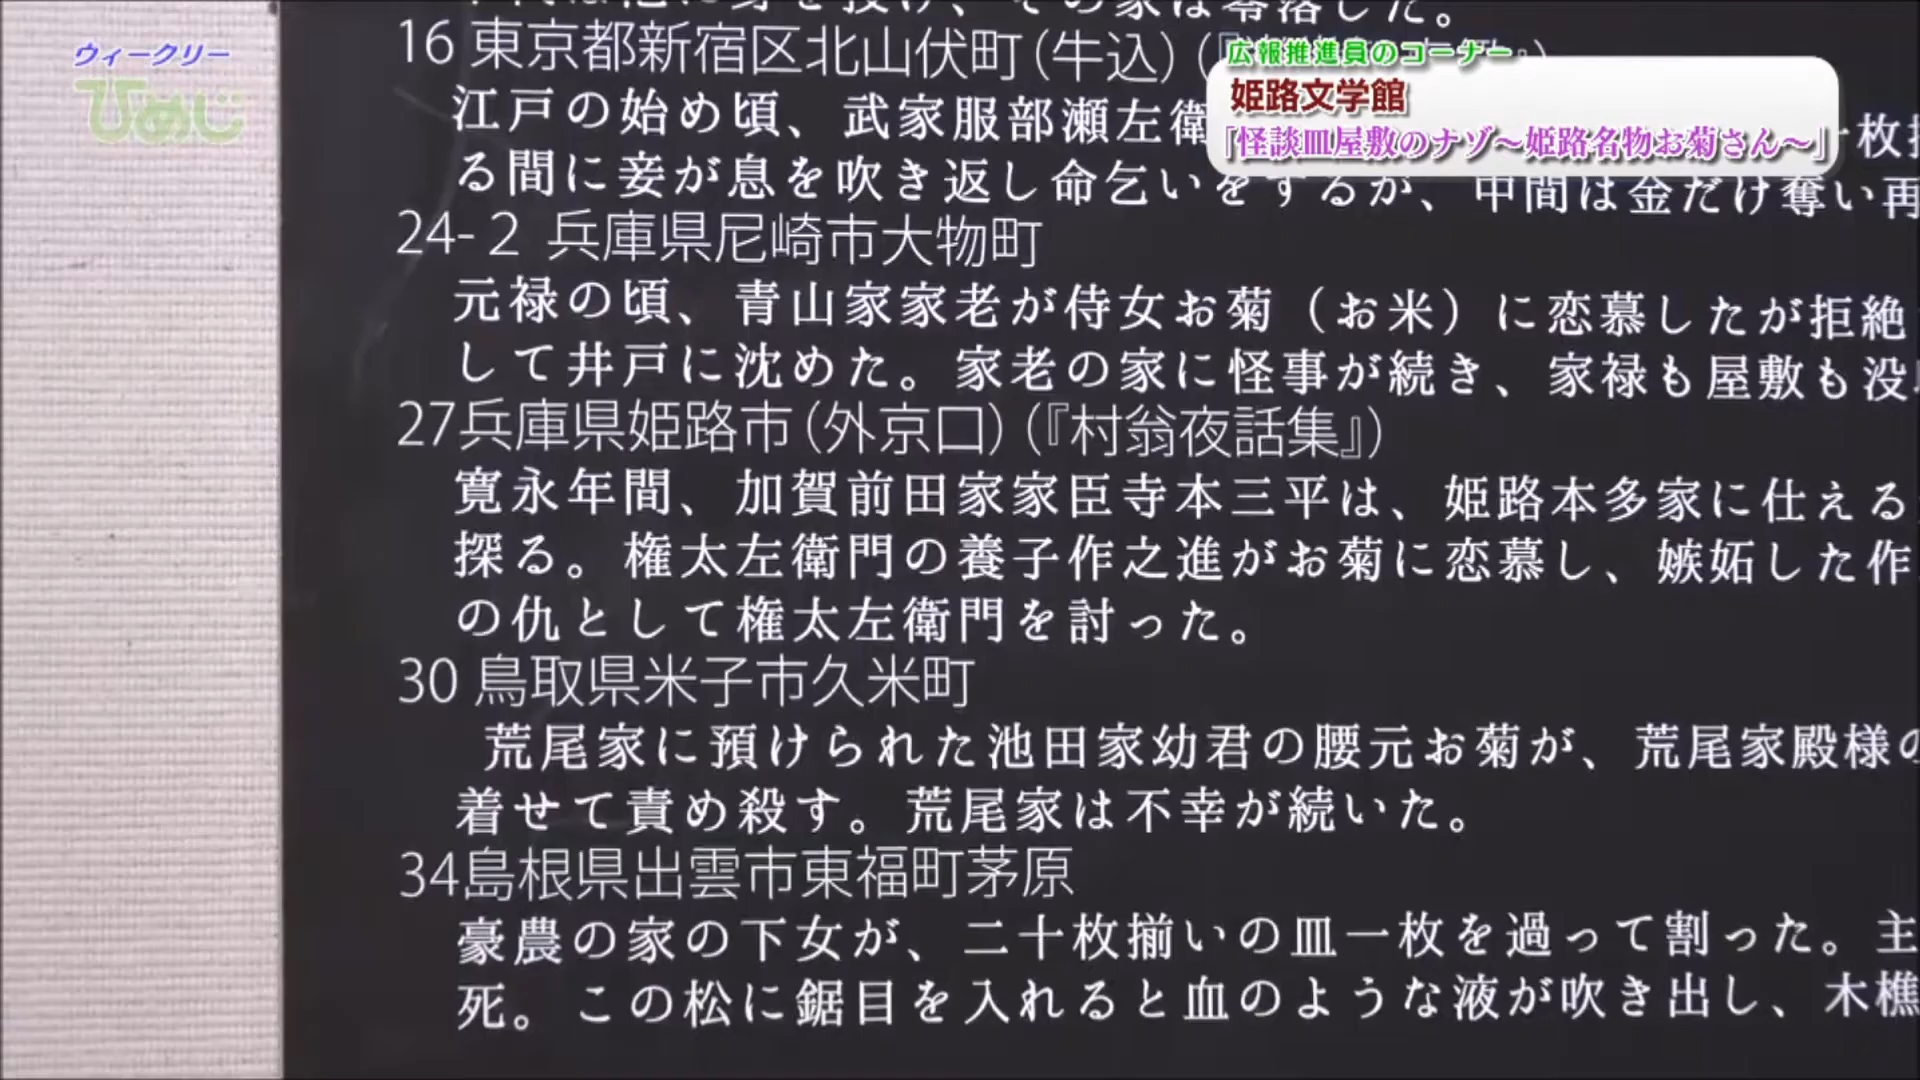 ウィークリー
ひめじ
広報推進員のコーナー
姫路文学館
「怪談皿屋敷のナゾ～姫路名物お菊さん～」
その家は零落した。
16 東京都新宿区北山伏町（牛込）（『
江戸の始め頃、武家服部瀬左衛
一枚
る間に妾が息を吹き返し命乞いをするが、中間は金だけ奪い再
24-2 兵庫県尼崎市大物町
元禄の頃、青山家家老が侍女お菊（お米）に恋慕したが拒絶
して井戸に沈めた。家老の家に怪事が続き、家禄も屋敷も没
27兵庫県姫路市（外京口）（『村翁夜話集』）
寛永年間、加賀前田家家臣寺本三平は、姫路本多家に仕える
探る。権太左衛門の養子作之進がお菊に恋慕し、嫉妬した作
の仇として権太左衛門を討った。
30 鳥取県米子市久米町
荒尾家に預けられた池田家幼君の腰元お菊が、荒尾家殿様の
着せて責め殺す。荒尾家は不幸が続いた。
34島根県出雲市東福町茅原
豪農の家の下女が、二十枚揃いの皿一枚を過って割った。主
死。この松に鋸目を入れると血のような液が吹き出し、木樵